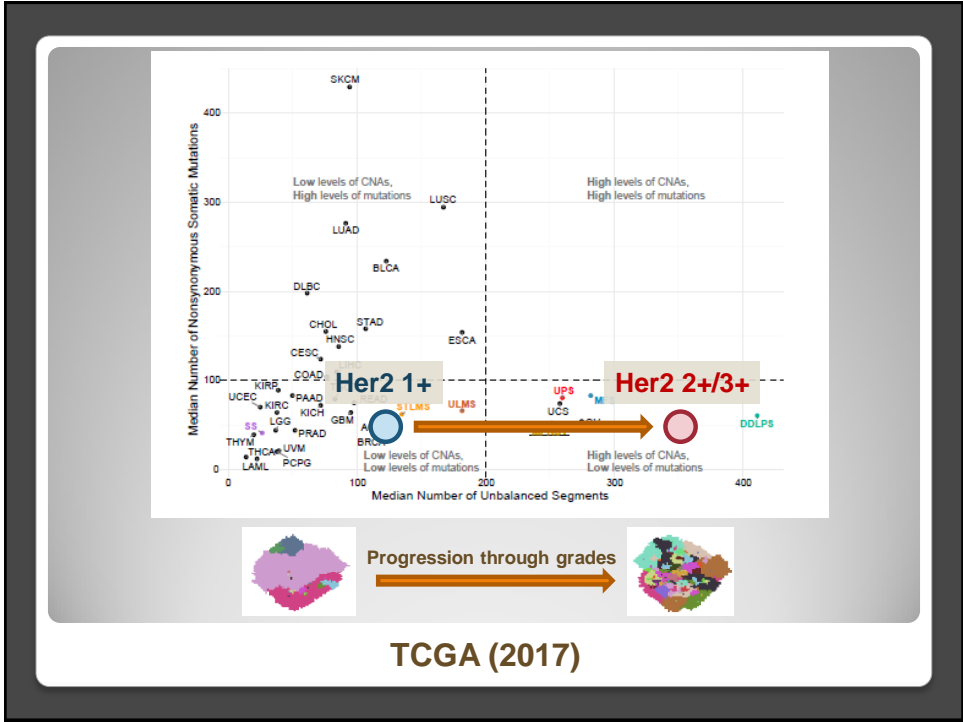 SKCM
400
Low levels of CNAs,
High levels of mutations
High levels of CNAs,
High levels of mutations
300
LUSC
LUAD
BLCA
Median Number of Nonsynonymous Somatic Mutations
200
DLBC
CHOL
STAD
HNSC
ESCA
CESC
COAD
100
Her2 1+
Her2 2+/3+
KIRP
UCEC
KIRC
PAAD
KICH
READ
STLMS
ULMS
UPS
UCS
MFS
DDLPS
SS
LGG
PRAD
GBM
BRCA
THYM
THCA
UVM
LAML
PCPG
Low levels of CNAs,
Low levels of mutations
High levels of CNAs,
Low levels of mutations
0
0
100
200
300
400
Median Number of Unbalanced Segments
Progression through grades
TCGA (2017)